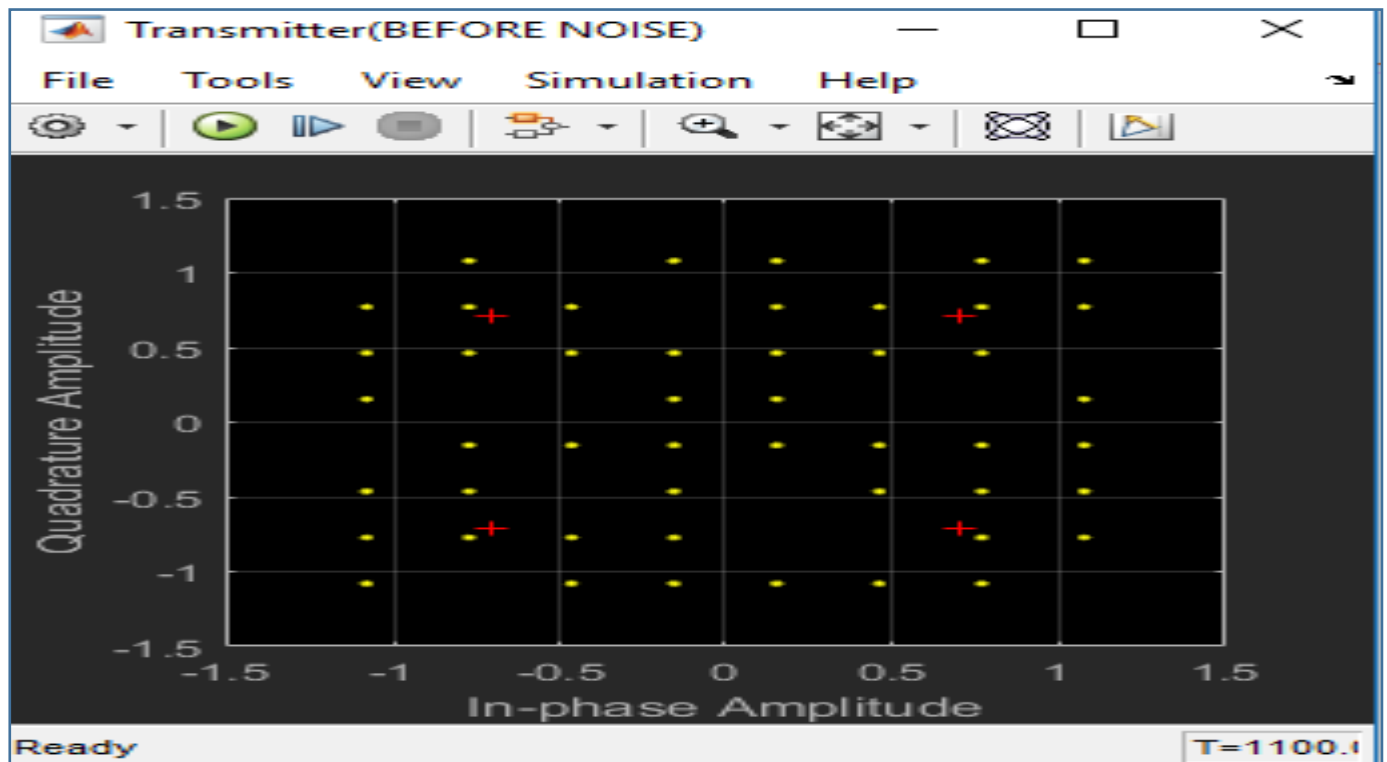 Transmitter(BEFORE NOISE)
File Tools View Simulation Help
1.5
1
0.5
0
-0.5
-1
-1.5
Quadrature Amplitude
-1.5 -1 -0.5 0 0.5 1 1.5
In-phase Amplitude
Ready T=1100.